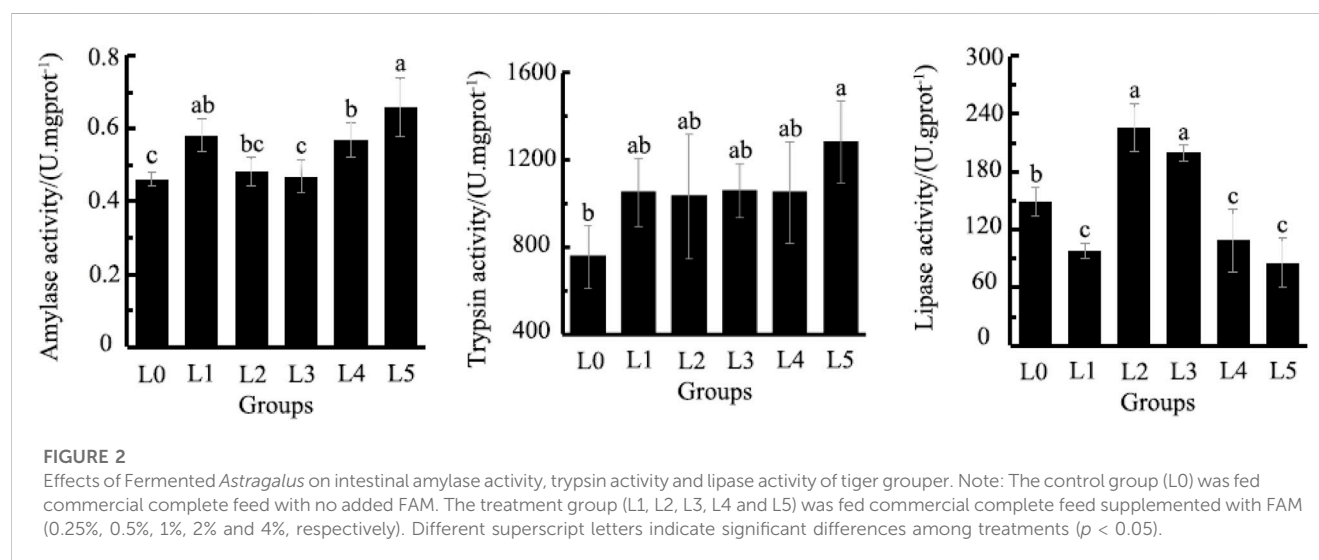 Amylase activity/(U.mgprot⁻¹)
0.8
0.6
0.4
0.2
0
c
ab
bc
c
b
a
L0 L1 L2 L3 L4 L5
Groups
Trypsin activity/(U.mgprot⁻¹)
1600
1200
800
400
b
ab
ab
ab
ab
a
L0 L1 L2 L3 L4 L5
Groups
Lipase activity/(U.gprot⁻¹)
300
240
180
120
60
0
b
c
a
a
c
c
L0 L1 L2 L3 L4 L5
Groups
FIGURE 2
Effects of Fermented Astragalus on intestinal amylase activity, trypsin activity and lipase activity of tiger grouper. Note: The control group (L0) was fed
commercial complete feed with no added FAM. The treatment group (L1, L2, L3, L4 and L5) was fed commercial complete feed supplemented with FAM
(0.25%, 0.5%, 1%, 2% and 4%, respectively). Different superscript letters indicate significant differences among treatments (p < 0.05).